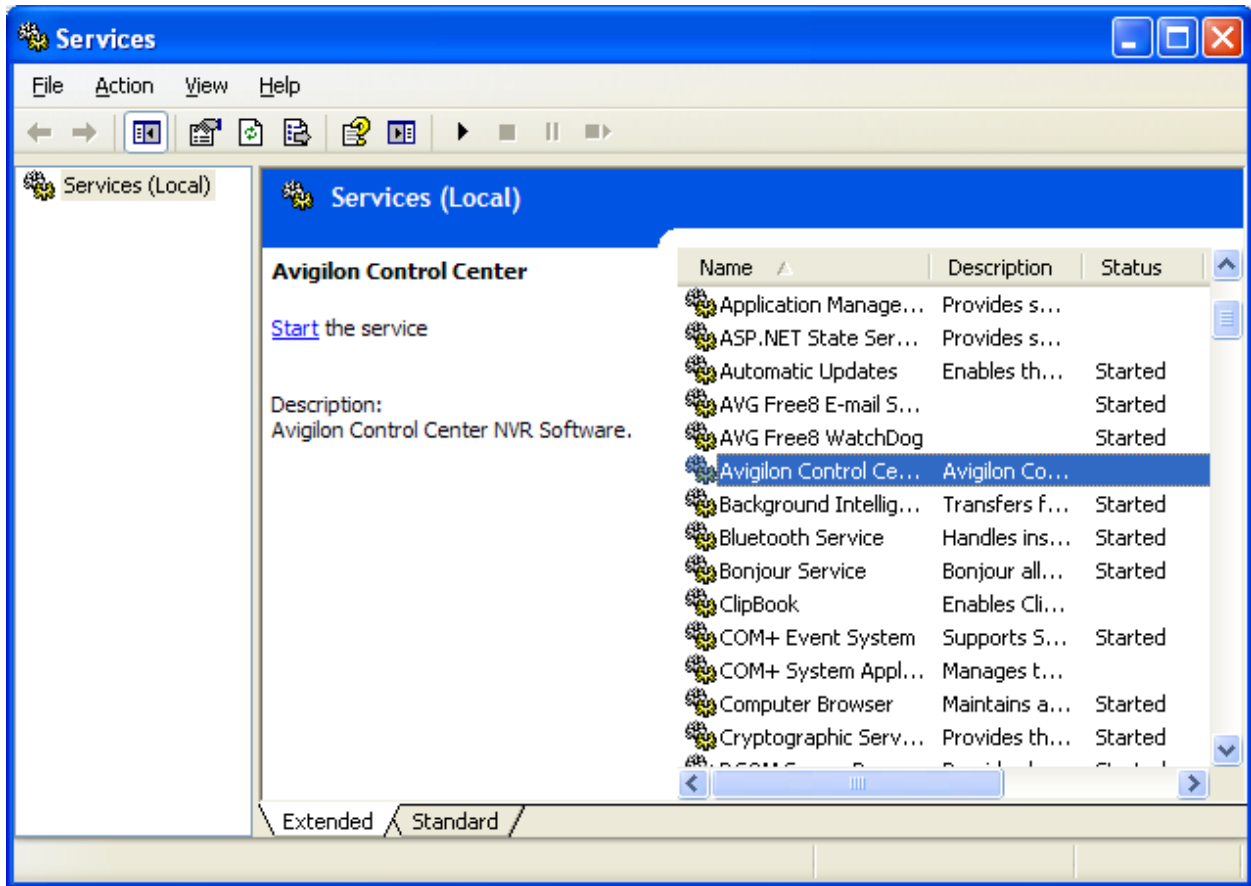 Services
File Action View Help
Services (Local)
Services (Local)
Avigilon Control Center
Start the service
Description:
Avigilon Control Center NVR Software.
Name Description Status
Application Manage... Provides s...
ASP.NET State Ser... Provides s...
Automatic Updates Enables th... Started
AVG Free8 E-mail S... Started
AVG Free8 WatchDog Started
Avigilon Control Ce... Avigilon Co...
Background Intellig... Transfers f... Started
Bluetooth Service Handles ins... Started
Bonjour Service Bonjour all... Started
ClipBook Enables Cli...
COM+ Event System Supports S... Started
COM+ System Appl... Manages t...
Computer Browser Maintains a... Started
Cryptographic Serv... Provides th... Started
Extended Standard